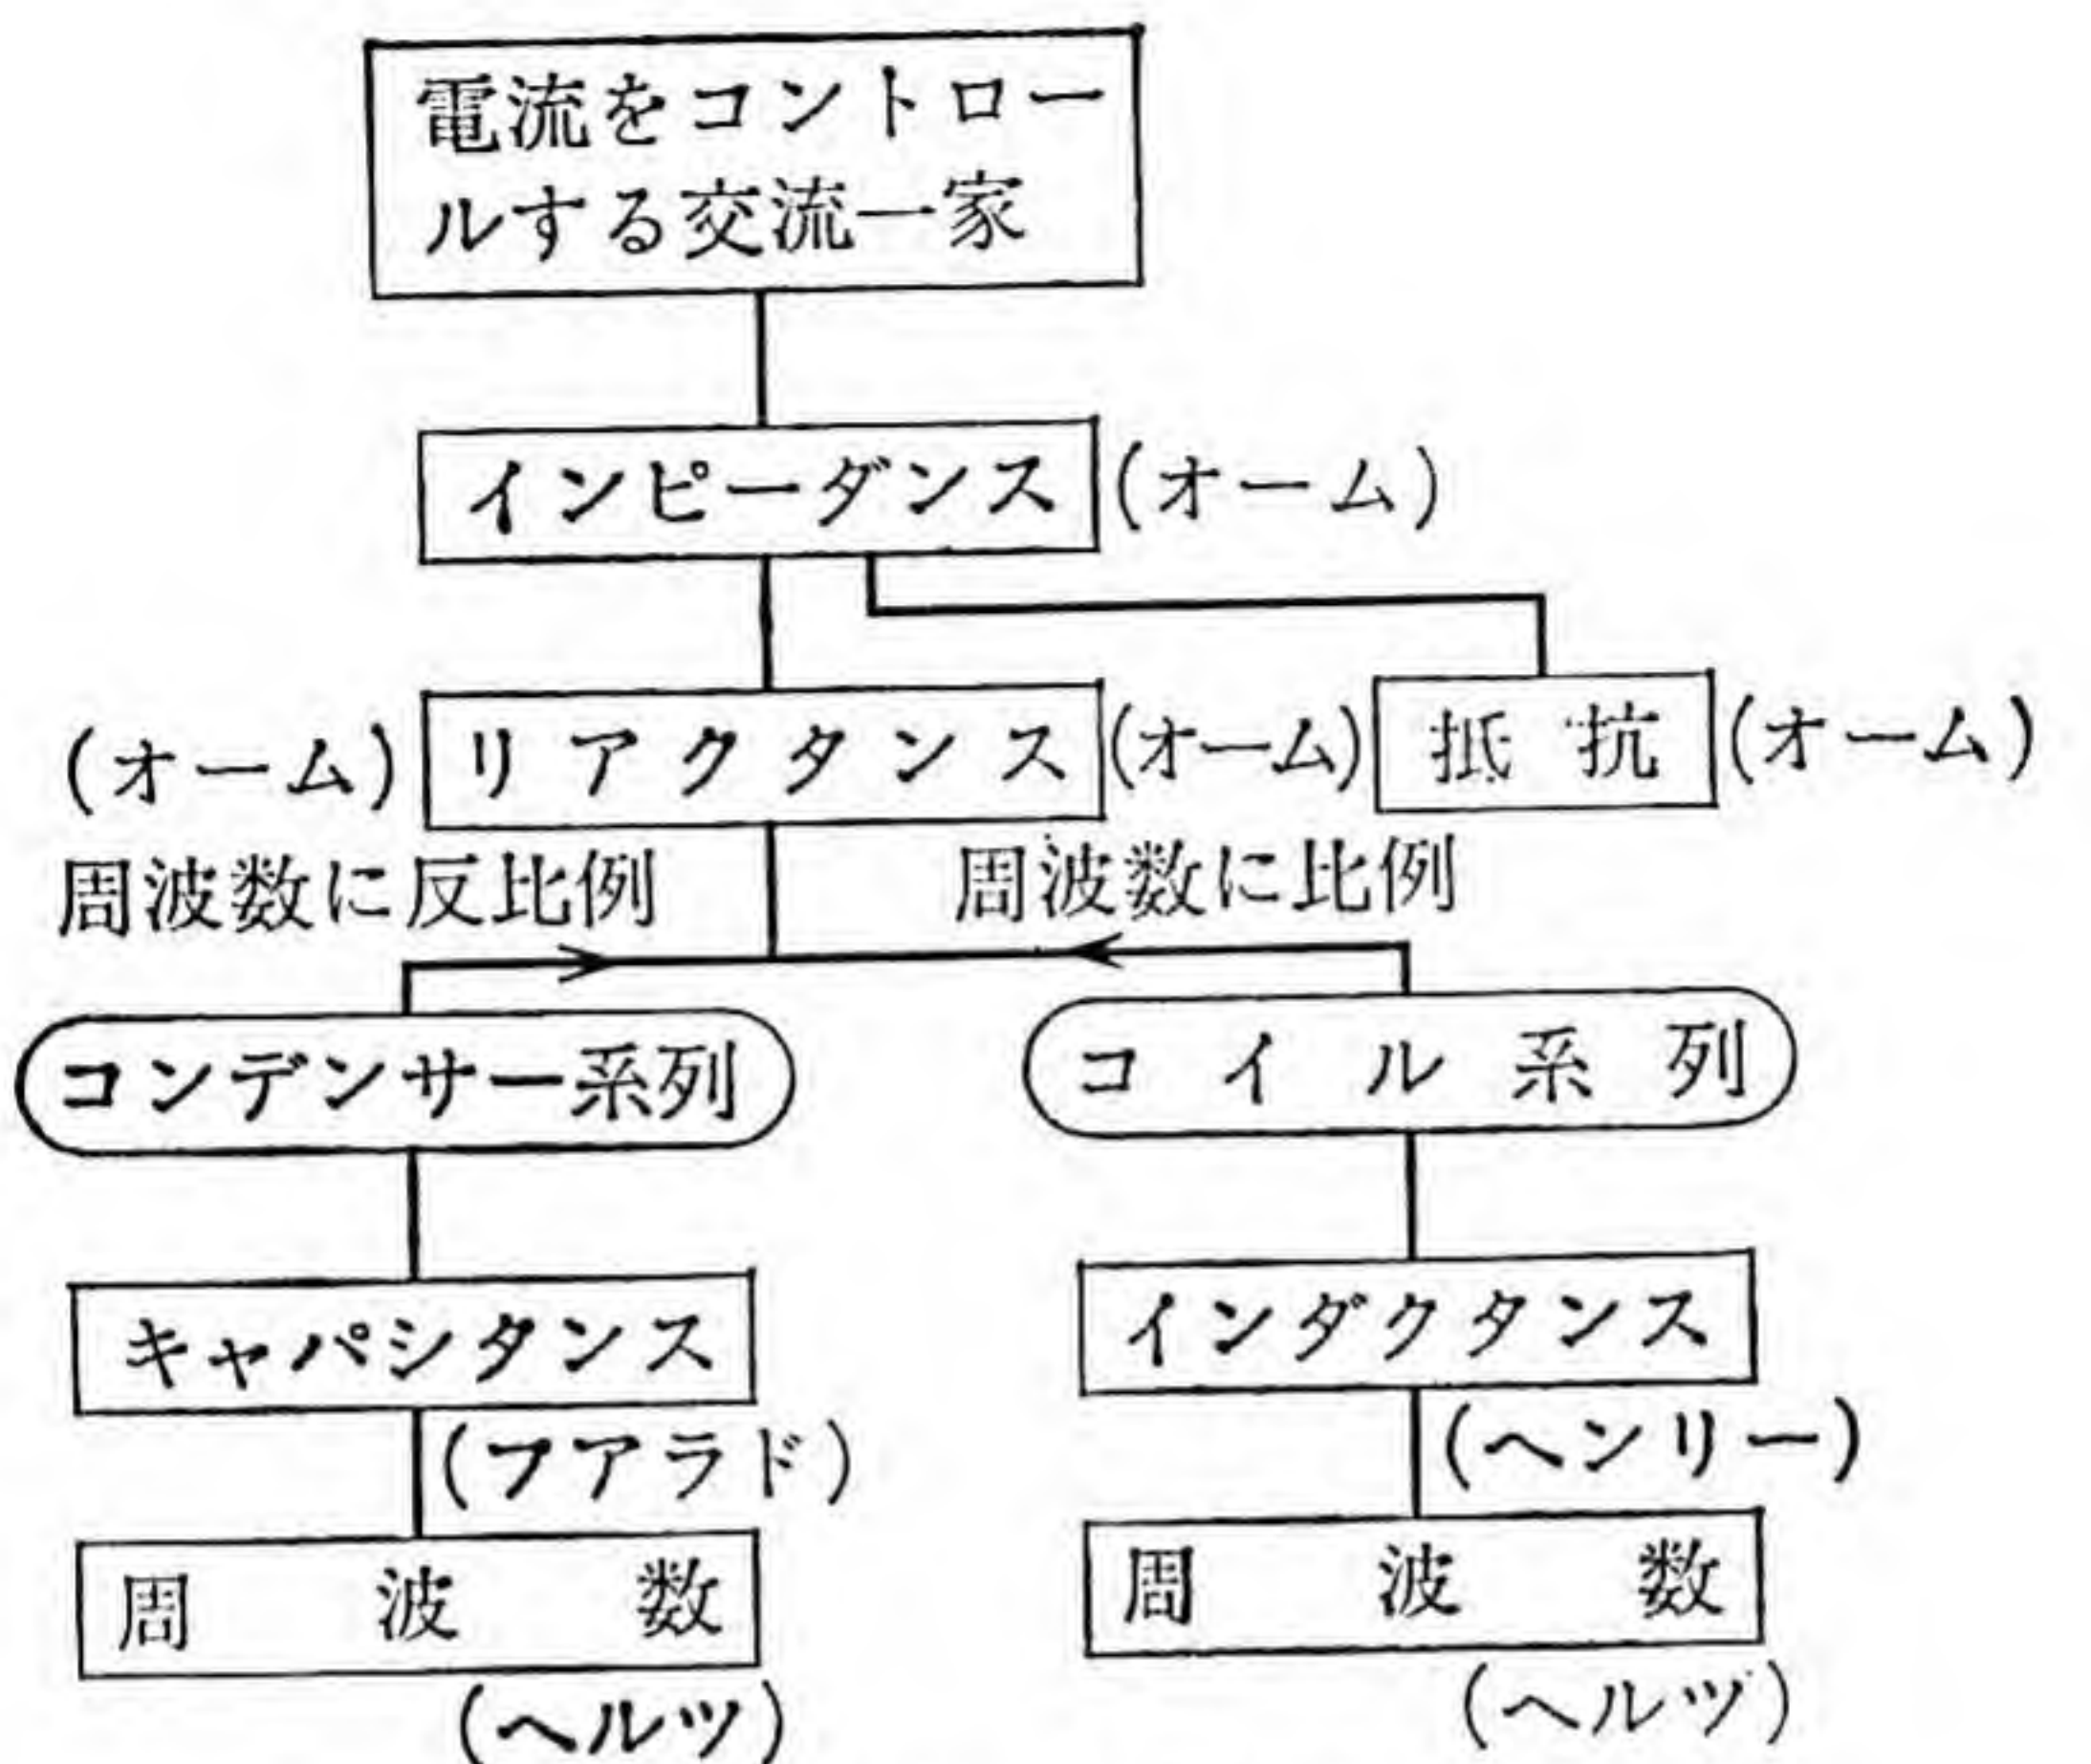 電流をコントロー
ルする交流一家
インピーダンス
(オーム)
(オーム)
リアクタンス
(オーム)
抵抗
(オーム)
周波数に反比例
周波数に比例
コンデンサー系列
コイル系列
キャパシタンス
インダクタンス
(フアラド)
(ヘンリー)
周波数
周波数
(ヘルツ)
(ヘルツ)